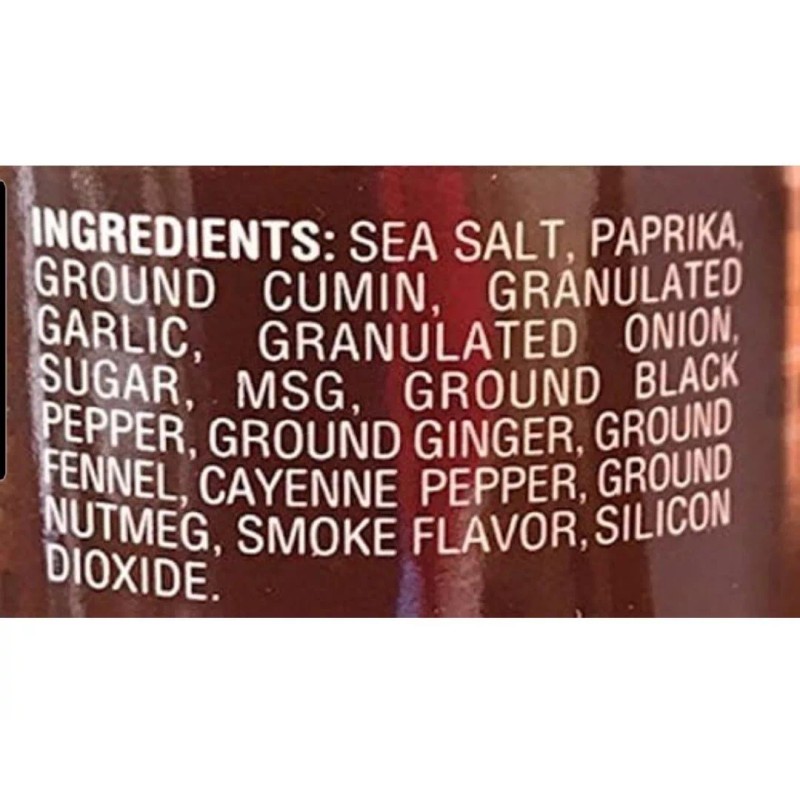 INGREDIENTS: SEA SALT, PAPRIKA,
GROUND CUMIN, GRANULATED
GARLIC, GRANULATED ONION,
SUGAR, MSG, GROUND BLACK
PEPPER, GROUND GINGER, GROUND
FENNEL, CAYENNE PEPPER, GROUND
NUTMEG, SMOKE FLAVOR, SILICON
DIOXIDE.